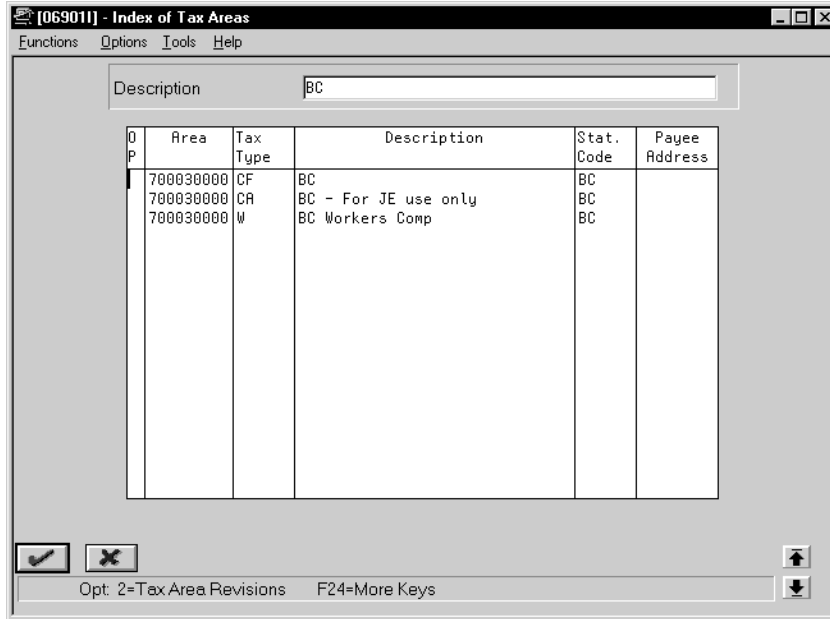 [06901I] - Index of Tax Areas
Functions Options Tools Help
Description BC
O P Area Tax Type Description Stat. Code Payee Address
700030000 CF BC BC
700030000 CA BC - For JE use only BC
700030000 W BC Workers Comp BC
Opt: 2=Tax Area Revisions F24=More Keys